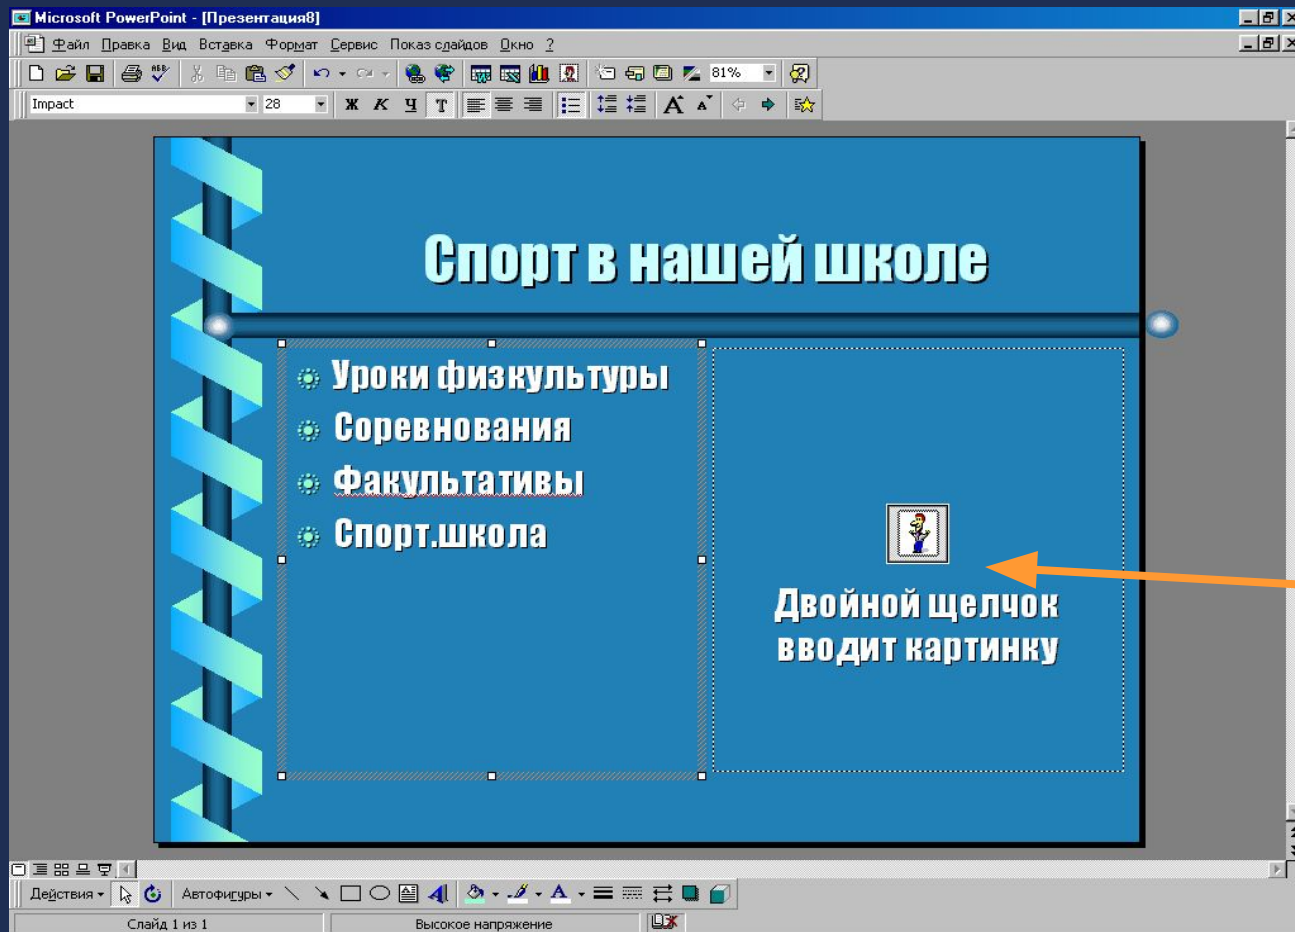 Microsoft PowerPoint - [Презентация8]
Файл Правка Вид Вставка Формат Сервис Показ слайдов Окно ?
81%
Impact 28 Ж К Ч Т
Спорт в нашей школе
Уроки физкультуры
Соревнования
Факультативы
Спорт.школа
Двойной щелчок
вводит картинку
Действия Автофигуры
Слайд 1 из 1 Высокое напряжение